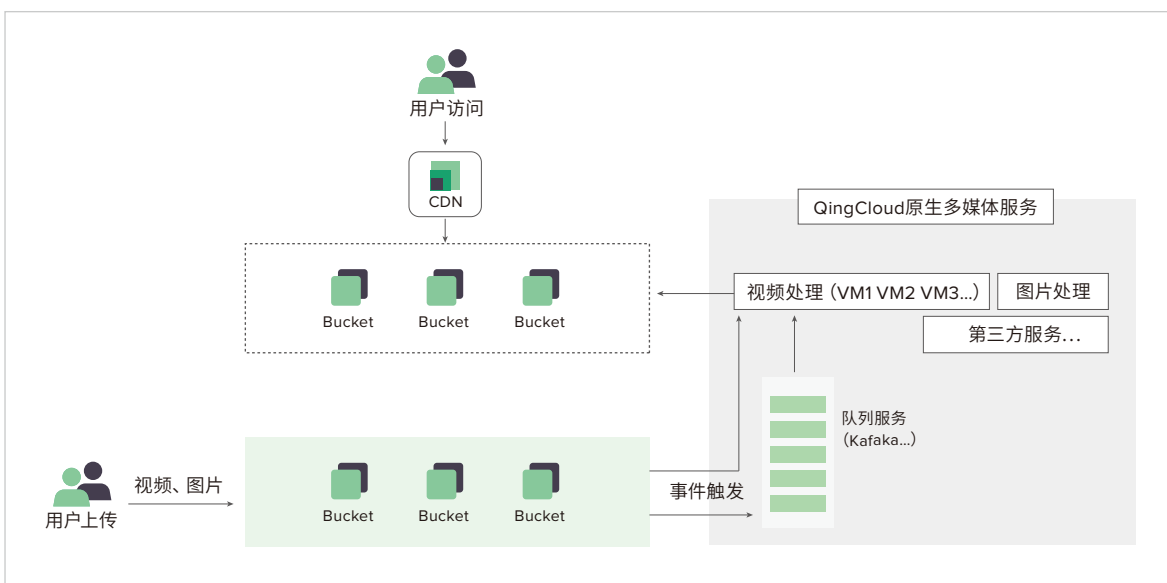 用户访问
CDN
QingCloud原生多媒体服务
Bucket
Bucket
Bucket
视频处理（VM1 VM2 VM3...）
图片处理
第三方服务...
队列服务
（Kafaka...）
用户上传
视频、图片
Bucket
Bucket
Bucket
事件触发